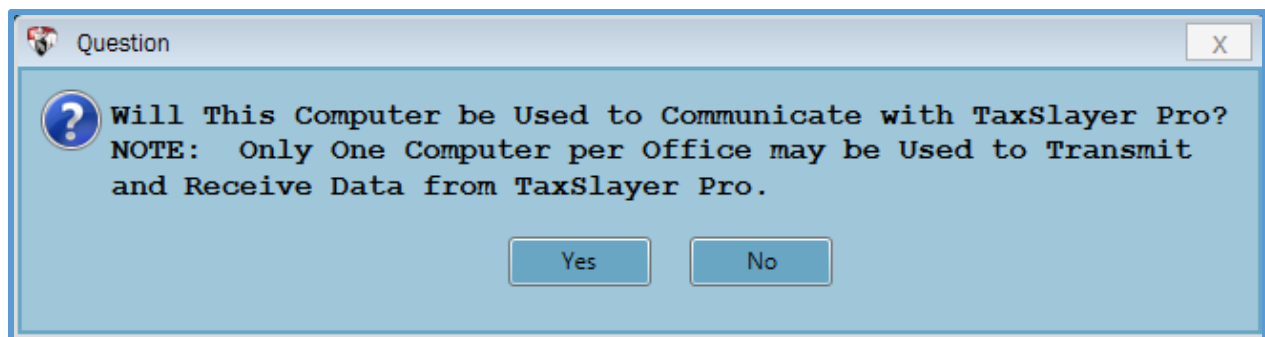 Question
X
Will This Computer be Used to Communicate with TaxSlayer Pro?
NOTE:  Only One Computer per Office may be Used to Transmit
and Receive Data from TaxSlayer Pro.
Yes No